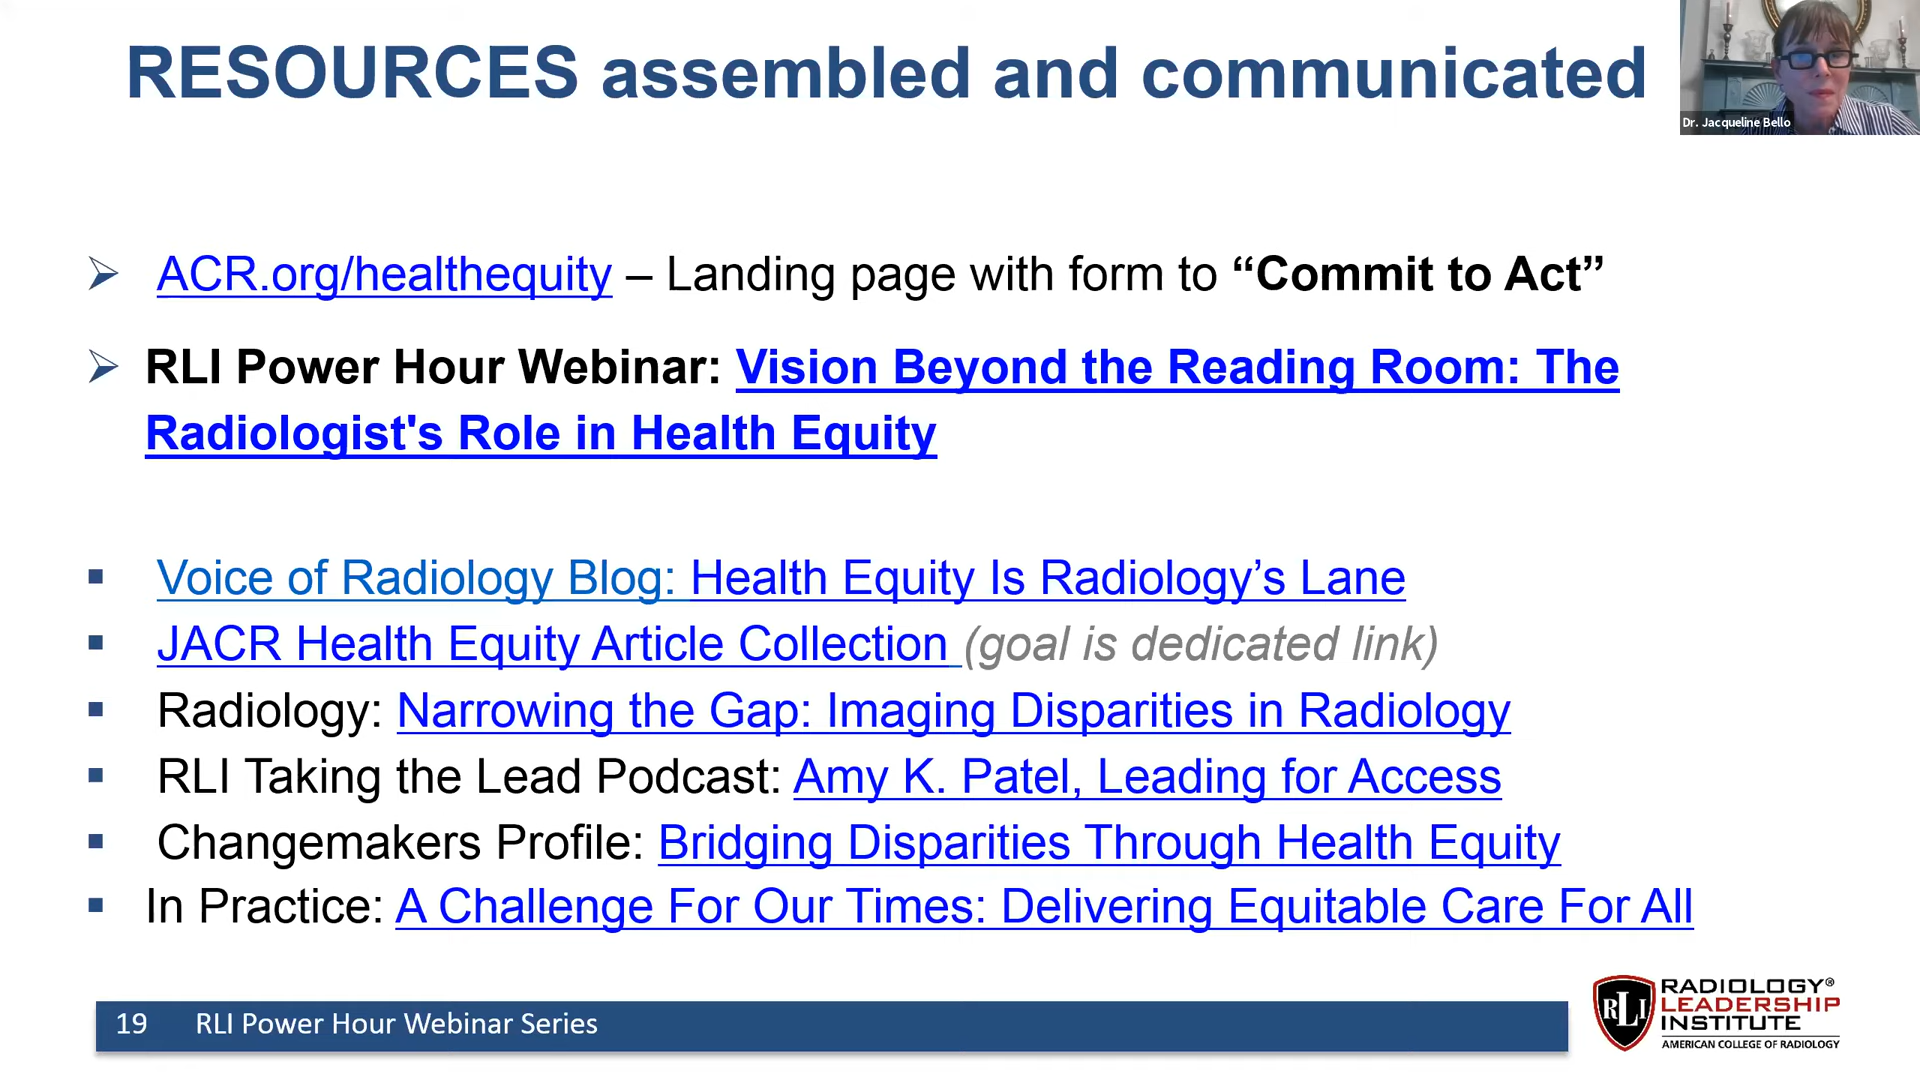 RESOURCES assembled and communicated
Dr. Jacqueline Bello
ACR.org/healthequity – Landing page with form to “Commit to Act”
RLI Power Hour Webinar: Vision Beyond the Reading Room: The
Radiologist's Role in Health Equity
Voice of Radiology Blog: Health Equity Is Radiology’s Lane
JACR Health Equity Article Collection (goal is dedicated link)
Radiology: Narrowing the Gap: Imaging Disparities in Radiology
RLI Taking the Lead Podcast: Amy K. Patel, Leading for Access
Changemakers Profile: Bridging Disparities Through Health Equity
In Practice: A Challenge For Our Times: Delivering Equitable Care For All
19 RLI Power Hour Webinar Series
RLI
RADIOLOGY®
LEADERSHIP
INSTITUTE
AMERICAN COLLEGE OF RADIOLOGY